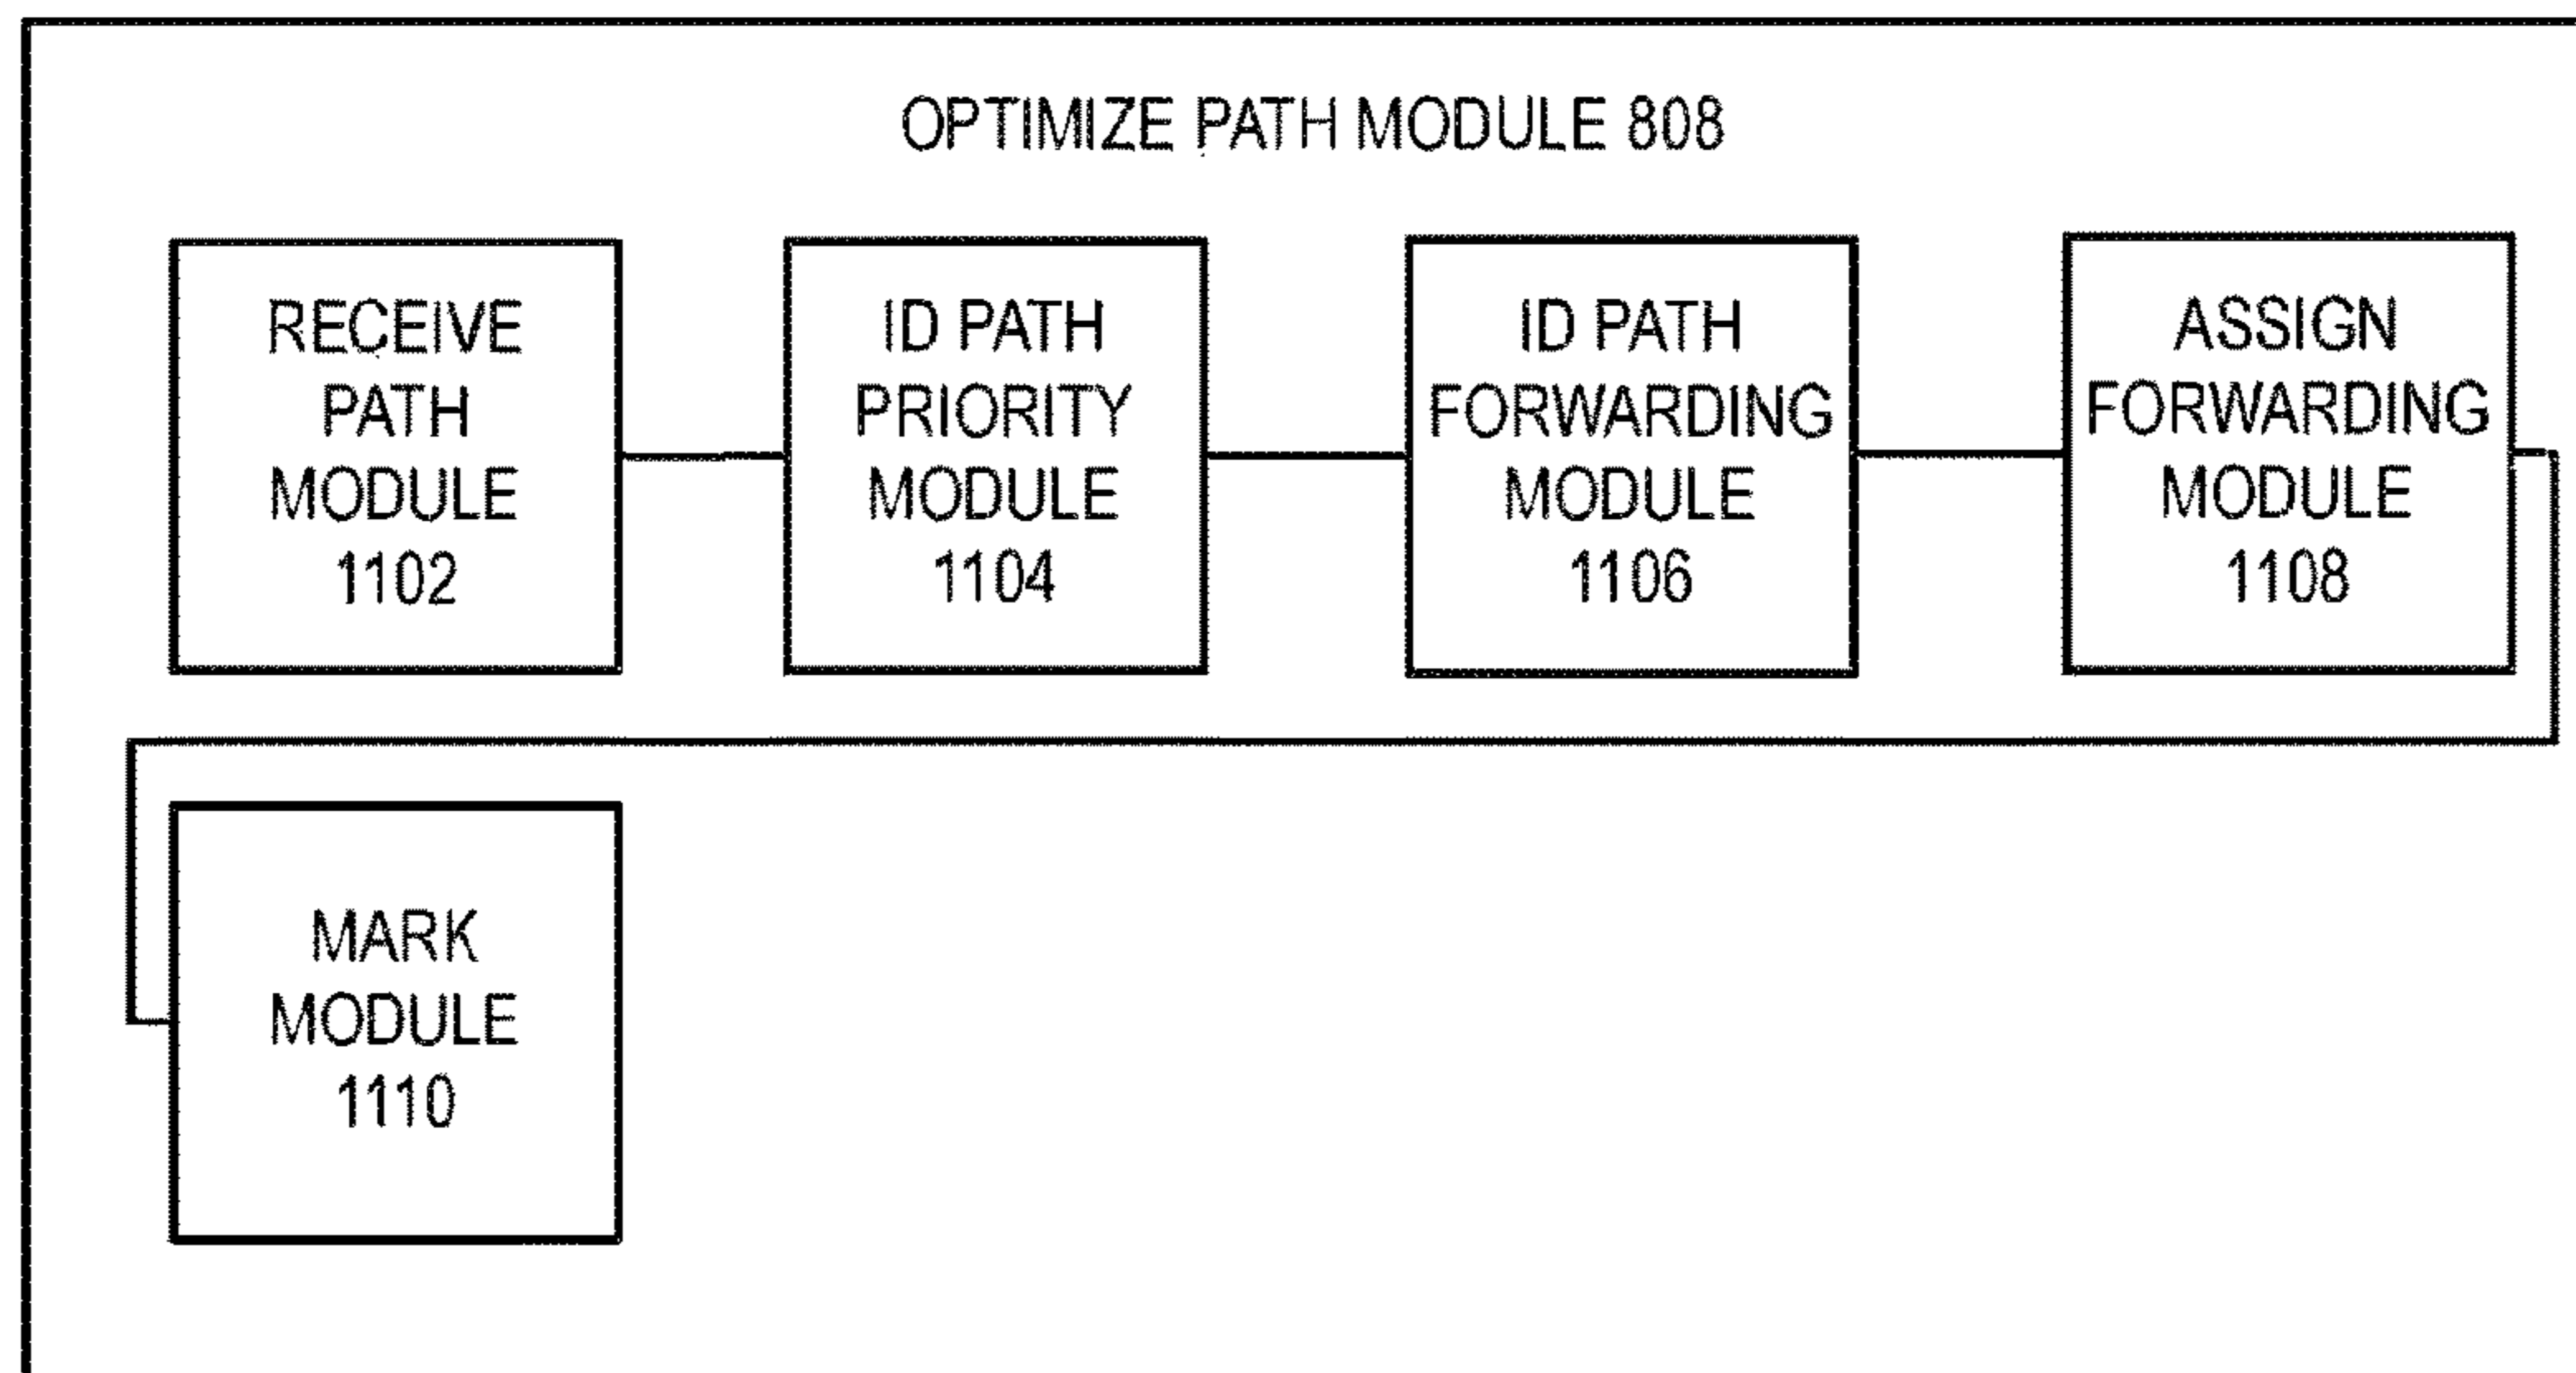 OPTIMIZE PATH MODULE 808
RECEIVE
PATH
MODULE
1102
ID PATH
PRIORITY
MODULE
1104
ID PATH
FORWARDING
MODULE
1106
ASSIGN
FORWARDING
MODULE
1108
MARK
MODULE
1110